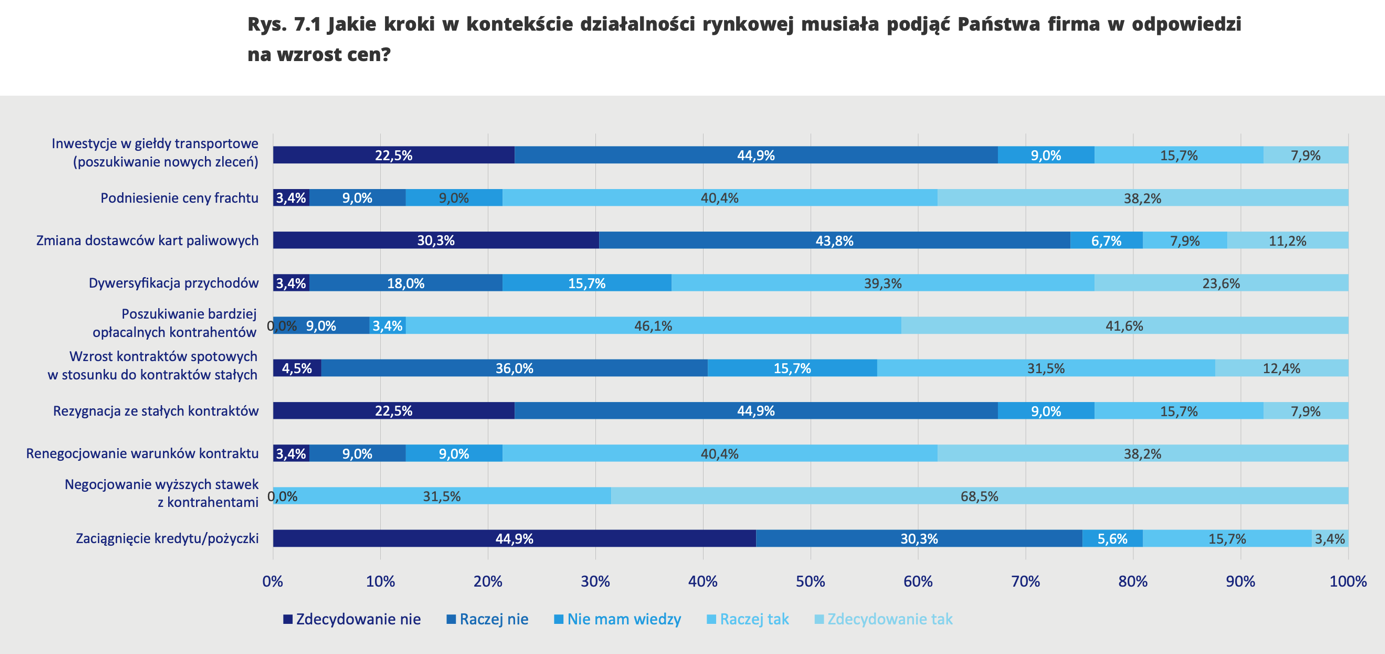 Rys. 7.1 Jakie kroki w kontekście działalności rynkowej musiała podjąć Państwa firma w odpowiedzi
na wzrost cen?
Inwestycje w giełdy transportowe
(poszukiwanie nowych zleceń)
22,5% 44,9% 9,0% 15,7% 7,9%
Podniesienie ceny frachtu
3,4% 9,0% 9,0% 40,4% 38,2%
Zmiana dostawców kart paliwowych
30,3% 43,8% 6,7% 7,9% 11,2%
Dywersyfikacja przychodów
3,4% 18,0% 15,7% 39,3% 23,6%
Poszukiwanie bardziej
opłacalnych kontrahentów
0,0% 9,0% 3,4% 46,1% 41,6%
Wzrost kontraktów spotowych
w stosunku do kontraktów stałych
4,5% 36,0% 15,7% 31,5% 12,4%
Rezygnacja ze stałych kontraktów
22,5% 44,9% 9,0% 15,7% 7,9%
Renegocjowanie warunków kontraktu
3,4% 9,0% 9,0% 40,4% 38,2%
Negocjowanie wyższych stawek
z kontrahentami
0,0% 31,5% 68,5%
Zaciągnięcie kredytu/pożyczki
44,9% 30,3% 5,6% 15,7% 3,4%
0% 10% 20% 30% 40% 50% 60% 70% 80% 90% 100%
Zdecydowanie nie Raczej nie Nie mam wiedzy Raczej tak Zdecydowanie tak